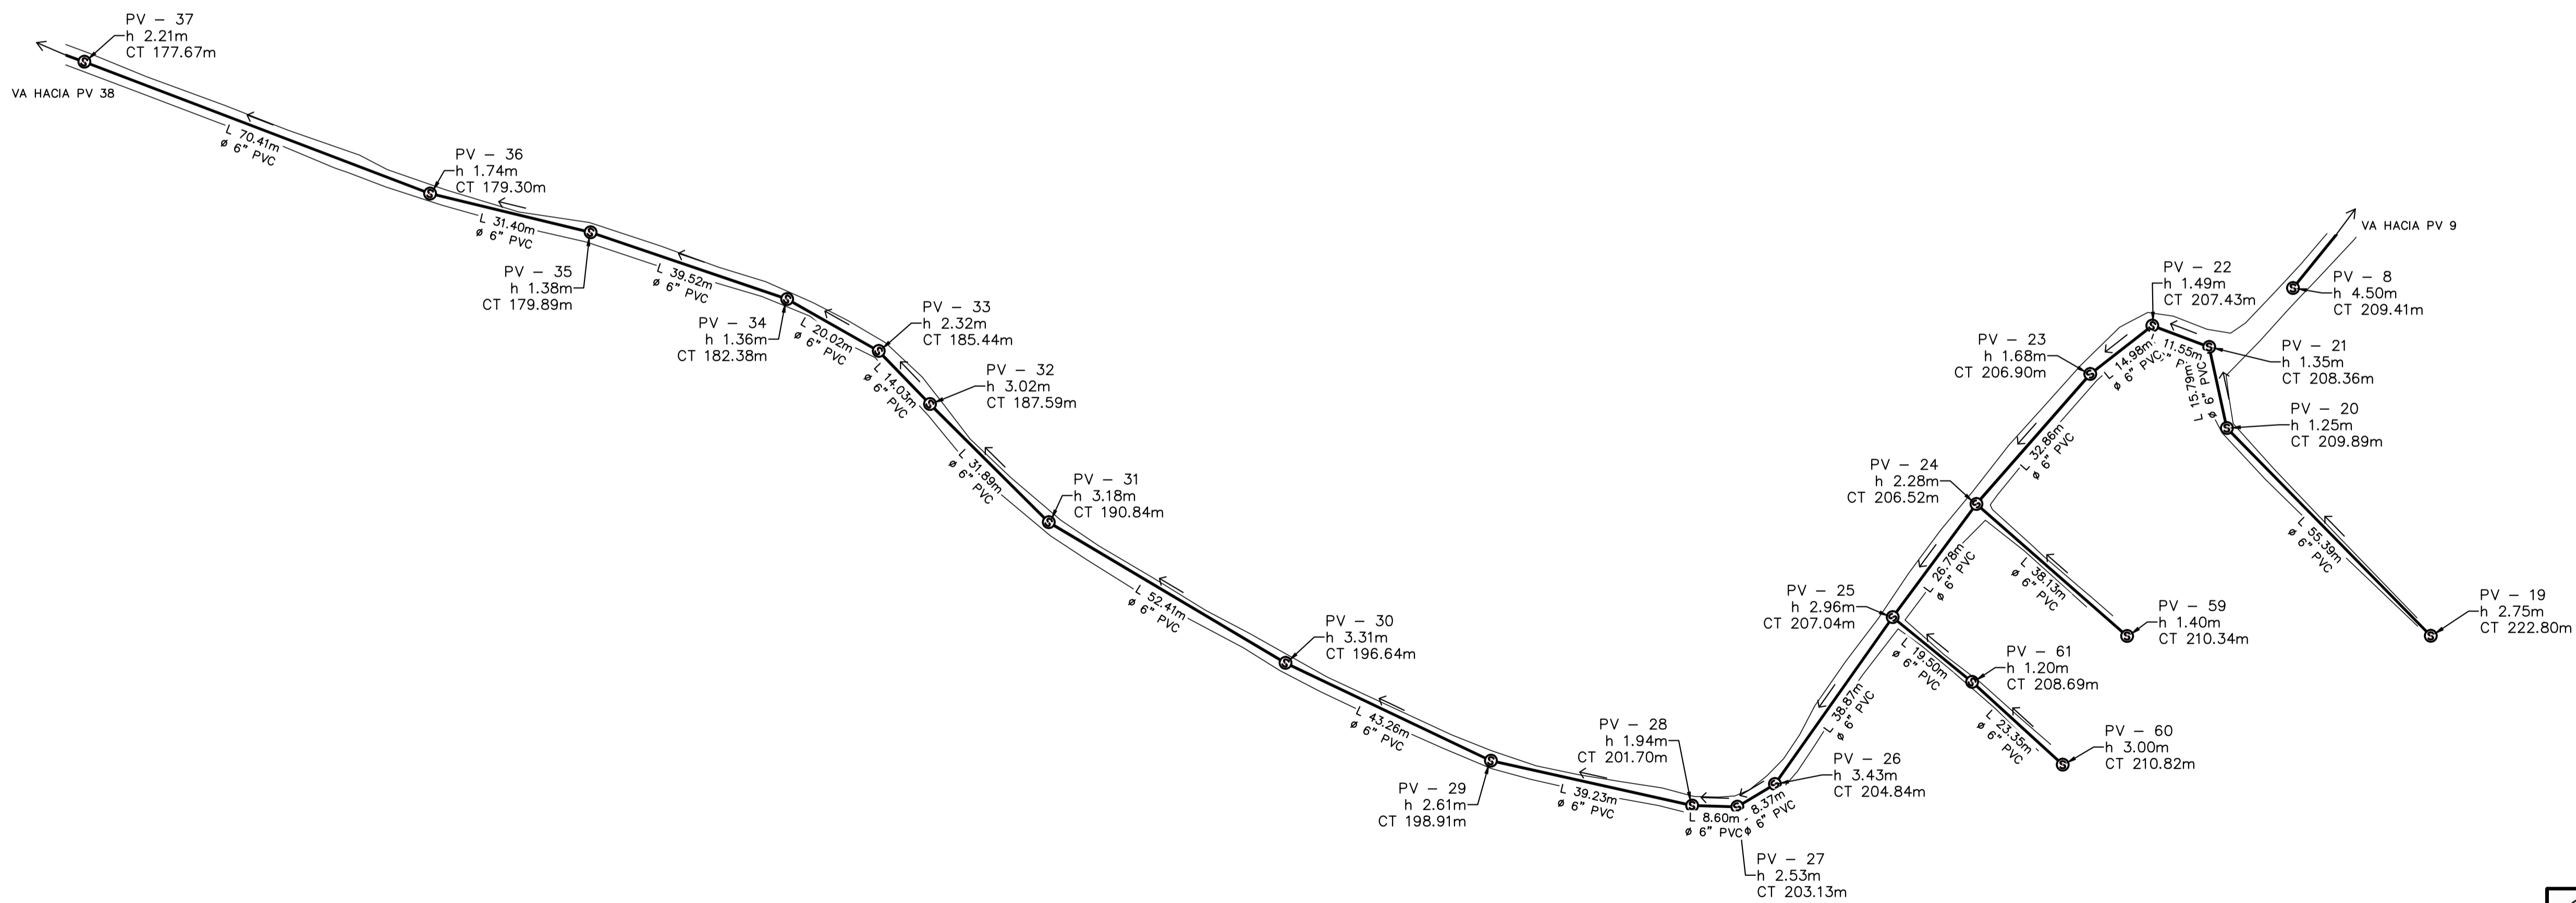 PV - 37
h 2.21m
CT 177.67m
VA HACIA PV 38
L 70.41m
ø 6" PVC
PV - 36
h 1.74m
CT 179.30m
L 31.40m
ø 6" PVC
PV - 35
h 1.38m
CT 179.89m
L 39.52m
ø 6" PVC
PV - 34
h 1.36m
CT 182.38m
L 20.02m
ø 6" PVC
PV - 33
h 2.32m
CT 185.44m
L 14.03m
ø 6" PVC
PV - 32
h 3.02m
CT 187.59m
L 31.89m
ø 6" PVC
PV - 31
h 3.18m
CT 190.84m
L 52.41m
ø 6" PVC
PV - 30
h 3.31m
CT 196.64m
L 43.26m
ø 6" PVC
PV - 29
h 2.61m
CT 198.91m
L 39.23m
ø 6" PVC
PV - 28
h 1.94m
CT 201.70m
L 8.60m
ø 6" PVC
PV - 27
h 2.53m
CT 203.13m
8.37m
ø 6" PVC
PV - 26
h 3.43m
CT 204.84m
L 38.87m
ø 6" PVC
PV - 25
h 2.96m
CT 207.04m
L 19.50m
ø 6" PVC
PV - 61
h 1.20m
CT 208.69m
L 23.35m
ø 6" PVC
PV - 60
h 3.00m
CT 210.82m
L 26.78m
ø 6" PVC
PV - 24
h 2.28m
CT 206.52m
L 38.13m
ø 6" PVC
PV - 59
h 1.40m
CT 210.34m
L 32.86m
ø 6" PVC
PV - 23
h 1.68m
CT 206.90m
L 14.98m
ø 6" PVC
PV - 22
h 1.49m
CT 207.43m
11.55m
PV - 21
h 1.35m
CT 208.36m
L 15.79m
ø 6" PVC
PV - 20
h 1.25m
CT 209.89m
L 55.39m
ø 6" PVC
PV - 19
h 2.75m
CT 222.80m
VA HACIA PV 9
PV - 8
h 4.50m
CT 209.41m